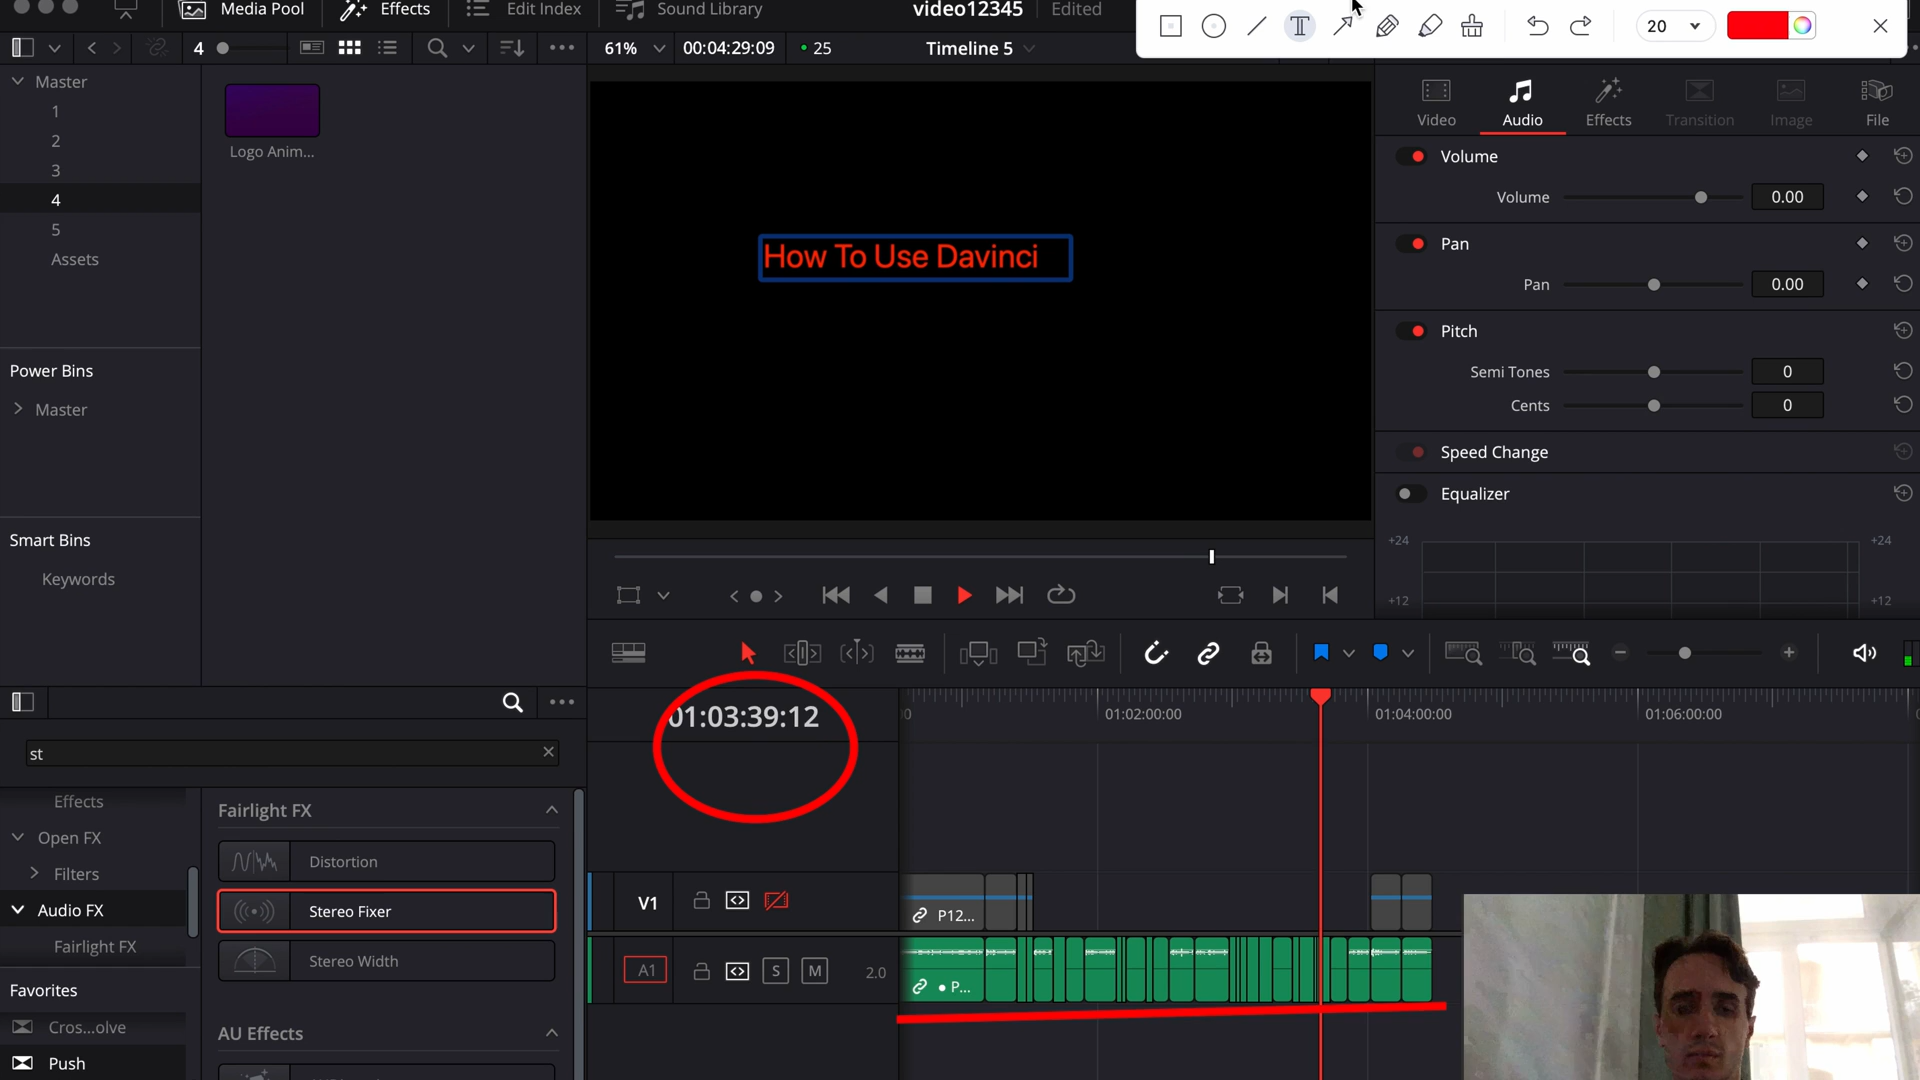 Media Pool
Effects
Edit Index
Sound Library
video12345
Edited
20
4
61%
00:04:29:09
25
Timeline 5
Master
1
2
3
4
5
Assets
Logo Anim...
Power Bins
Master
Smart Bins
Keywords
How To Use Davinci
Video
Audio
Effects
Transition
Image
File
Volume
Volume
0.00
Pan
Pan
0.00
Pitch
Semi Tones
0
Cents
0
Speed Change
Equalizer
+24
+24
+12
+12
st
Effects
Open FX
Filters
Audio FX
Fairlight FX
Favorites
Cros...olve
Push
Fairlight FX
Distortion
Stereo Fixer
Stereo Width
AU Effects
01:03:39:12
01:02:00:00
01:04:00:00
01:06:00:00
V1
P12...
A1
S
M
2.0
P...